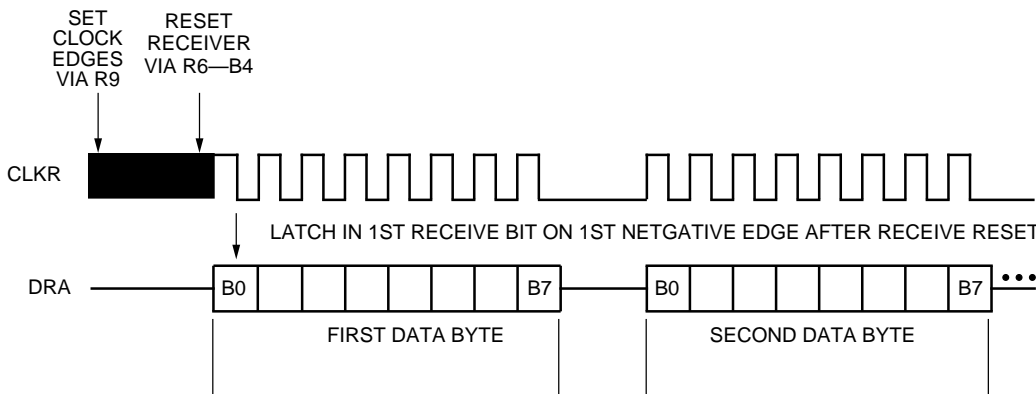 SET
CLOCK
EDGES
VIA R9
RESET
RECEIVER
VIA R6—B4
CLKR
LATCH IN 1ST RECEIVE BIT ON 1ST NETGATIVE EDGE AFTER RECEIVE RESET
DRA
B0
B7
B0
B7
FIRST DATA BYTE
SECOND DATA BYTE